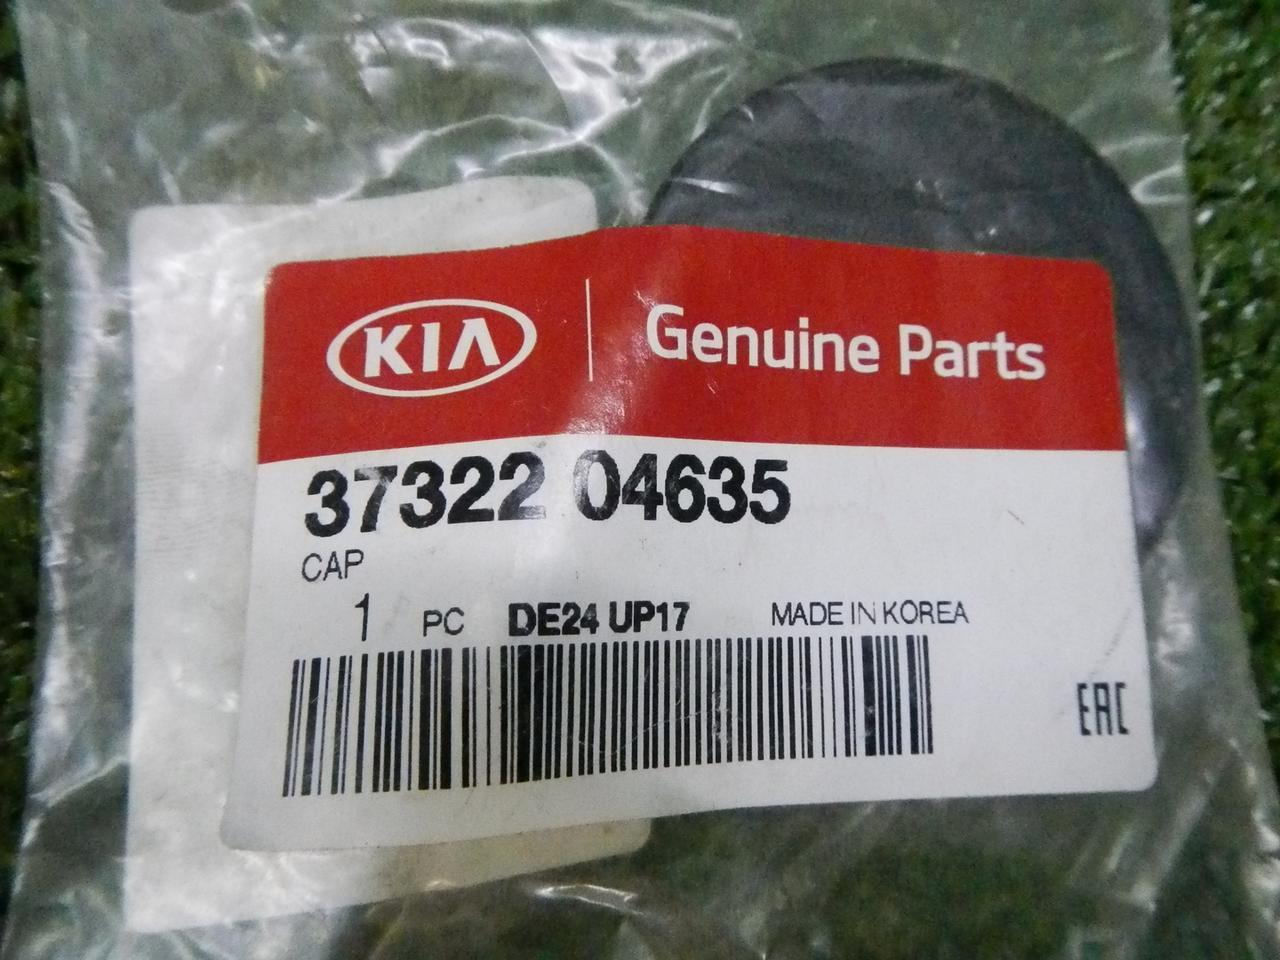 KIA Genuine Parts
37322 04635
CAP
1 PC DE24 UP17 MADE IN KOREA
EAC